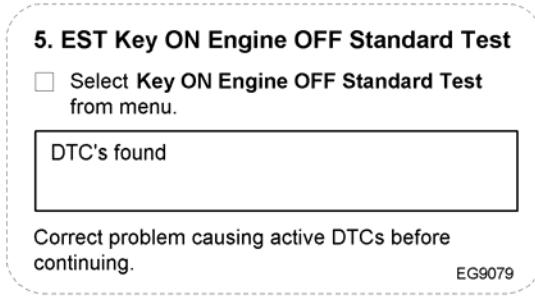 5. EST Key ON Engine OFF Standard Test
Select Key ON Engine OFF Standard Test
from menu.
DTC's found
Correct problem causing active DTCs before
continuing.
EG9079